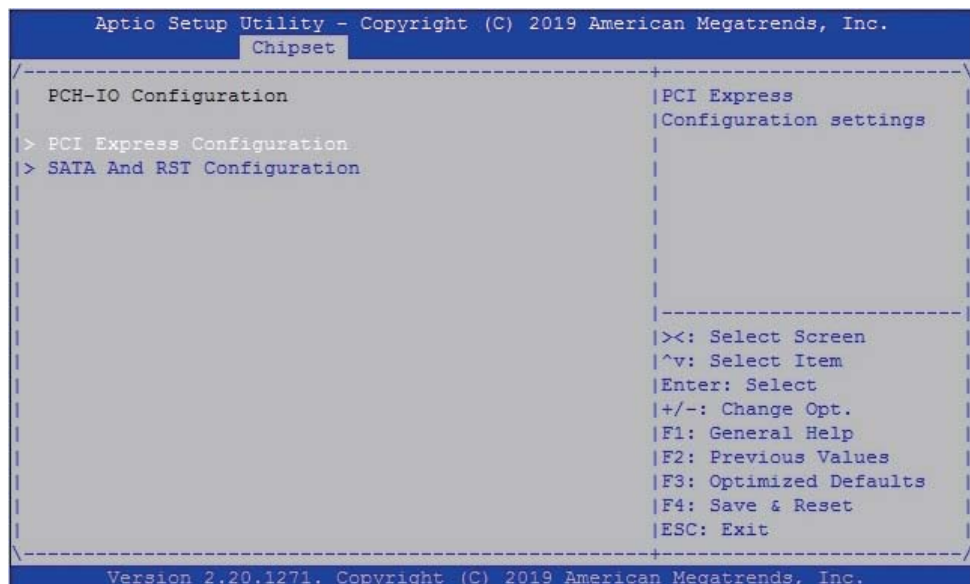 Aptio Setup Utility - Copyright (C) 2019 American Megatrends, Inc.
Chipset
PCH-IO Configuration
> PCI Express Configuration
> SATA And RST Configuration
PCI Express
Configuration settings
><: Select Screen
^v: Select Item
Enter: Select
+/-: Change Opt.
F1: General Help
F2: Previous Values
F3: Optimized Defaults
F4: Save & Reset
ESC: Exit
Version 2.20.1271. Copyright (C) 2019 American Megatrends, Inc.